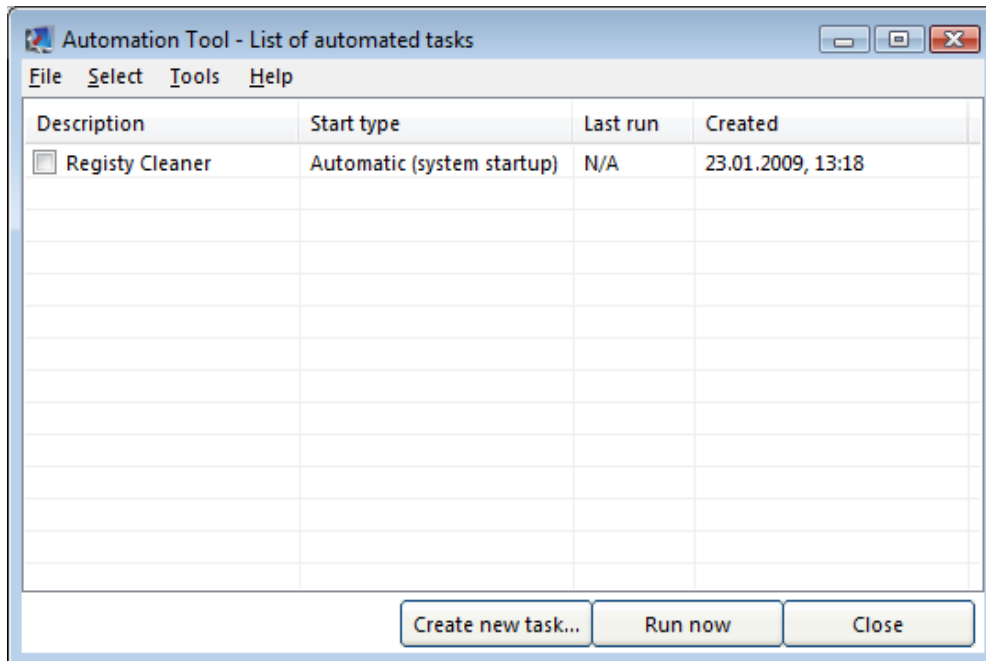 Automation Tool - List of automated tasks
File Select Tools Help
Description Start type Last run Created
Registy Cleaner Automatic (system startup) N/A 23.01.2009, 13:18
Create new task... Run now Close